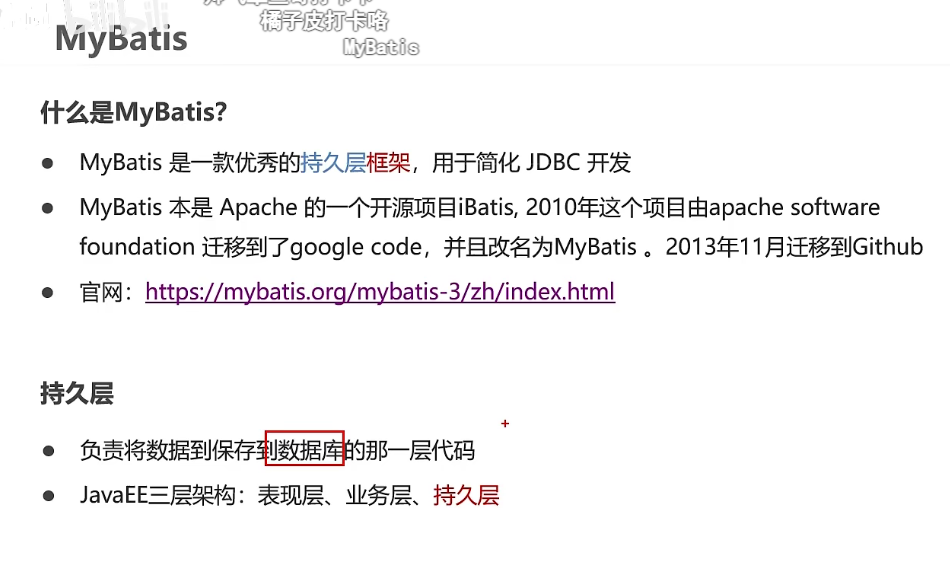 橘子皮打卡咯
MyBatis
MyBatis
什么是MyBatis?
● MyBatis 是一款优秀的持久层框架，用于简化 JDBC 开发
● MyBatis 本是 Apache 的一个开源项目iBatis, 2010年这个项目由apache software
foundation 迁移到了google code，并且改名为MyBatis 。2013年11月迁移到Github
● 官网：https://mybatis.org/mybatis-3/zh/index.html
持久层
● 负责将数据到保存到数据库的那一层代码
● JavaEE三层架构：表现层、业务层、持久层